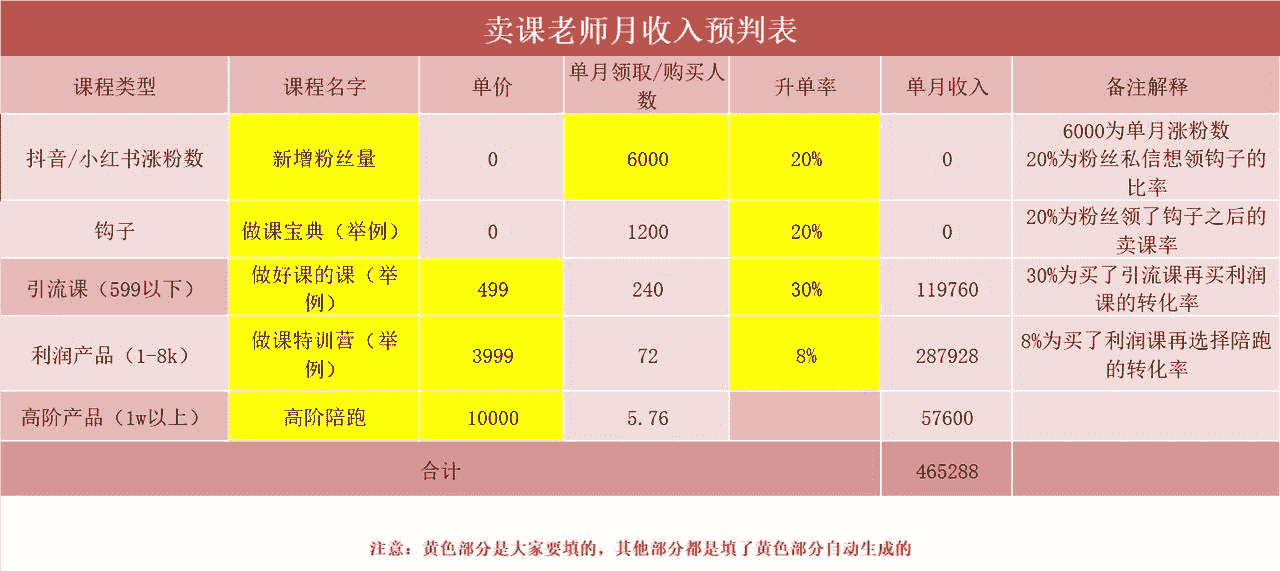 卖课老师月收入预判表
课程类型 课程名字 单价 单月领取/购买人数 升单率 单月收入 备注解释
抖音/小红书涨粉数 新增粉丝量 0 6000 20% 0 6000为单月涨粉数
20%为粉丝私信想领钩子的
比率
钩子 做课宝典（举例） 0 1200 20% 0 20%为粉丝领了钩子之后的
卖课率
引流课（599以下） 做好课的课（举
例） 499 240 30% 119760 30%为买了引流课再买利润
课的转化率
利润产品（1-8k） 做课特训营（举
例） 3999 72 8% 287928 8%为买了利润课再选择陪跑
的转化率
高阶产品（1w以上） 高阶陪跑 10000 5.76 57600
合计 465288
注意：黄色部分是大家要填的，其他部分都是填了黄色部分自动生成的